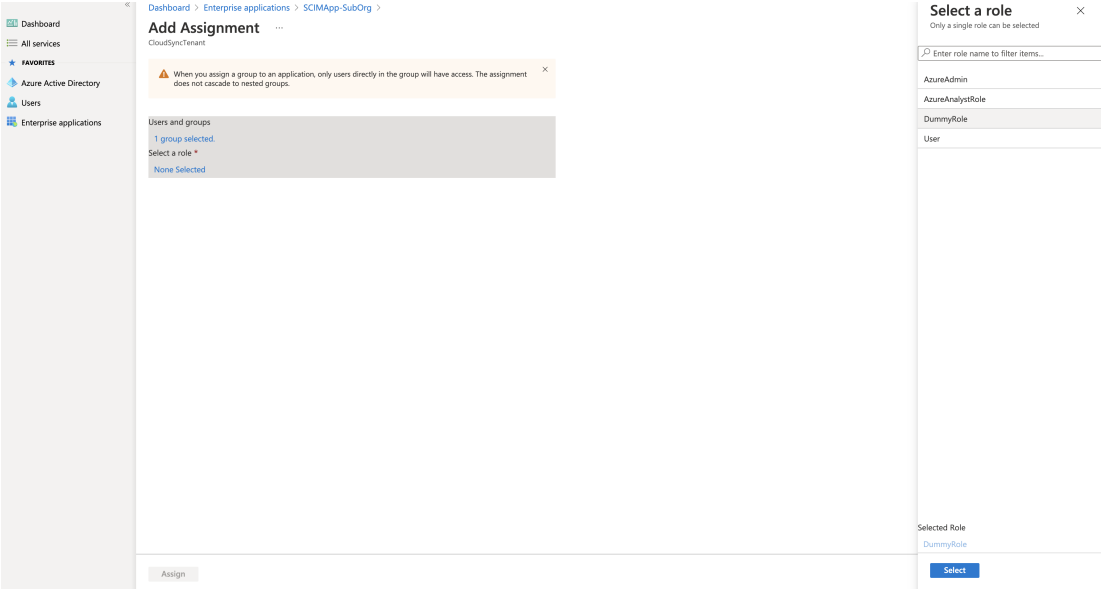 «
Dashboard
All services
FAVORITES
Azure Active Directory
Users
Enterprise applications
Dashboard > Enterprise applications > SCIMApp-SubOrg >
Add Assignment ...
CloudSyncTenant
When you assign a group to an application, only users directly in the group will have access. The assignment
does not cascade to nested groups.
Users and groups
1 group selected.
Select a role *
None Selected
Assign
Select a role
Only a single role can be selected
Enter role name to filter items...
AzureAdmin
AzureAnalystRole
DummyRole
User
Selected Role
DummyRole
Select